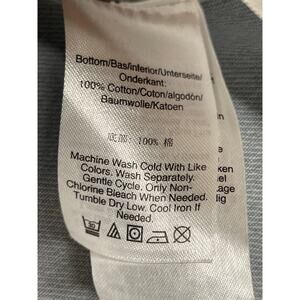 Bottom/Bas/inferior/Unterseite/
Onderkant:
100% Cotton/Coton/algodón/
Baumwolle/Katoen
底部: 100% 棉
Machine Wash Cold With Like
Colors. Wash Separately.
Gentle Cycle. Only Non-
Chlorine Bleach When Needed.
Tumble Dry Low. Cool Iron If
Needed.